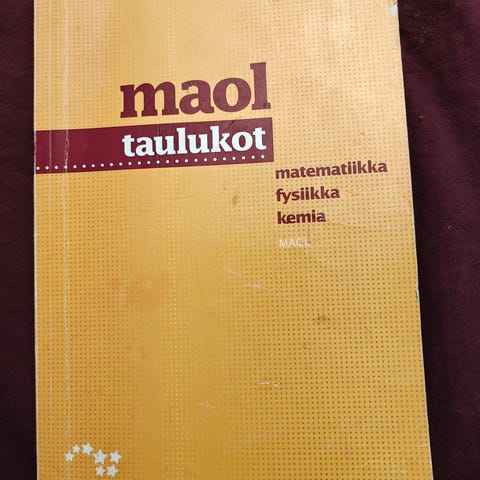 maol
taulukot
matematiikka
fysiikka
kemia
MAOL